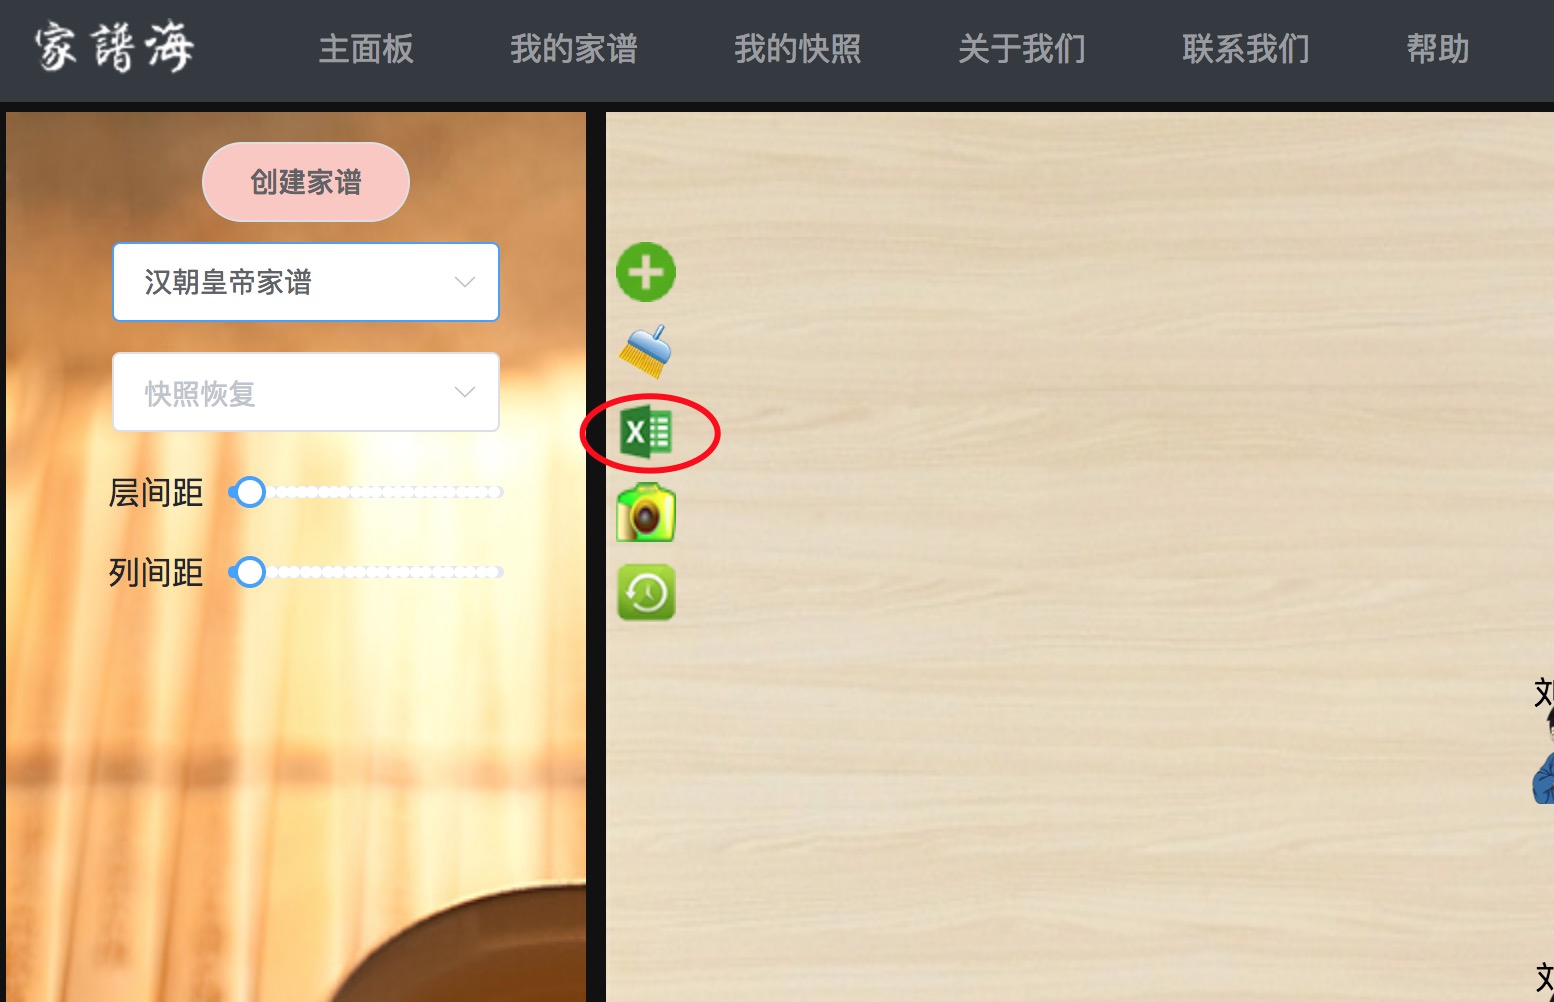 家譜海 主面板 我的家谱 我的快照 关于我们 联系我们 帮助
创建家谱
汉朝皇帝家谱
快照恢复
层间距
列间距
刘